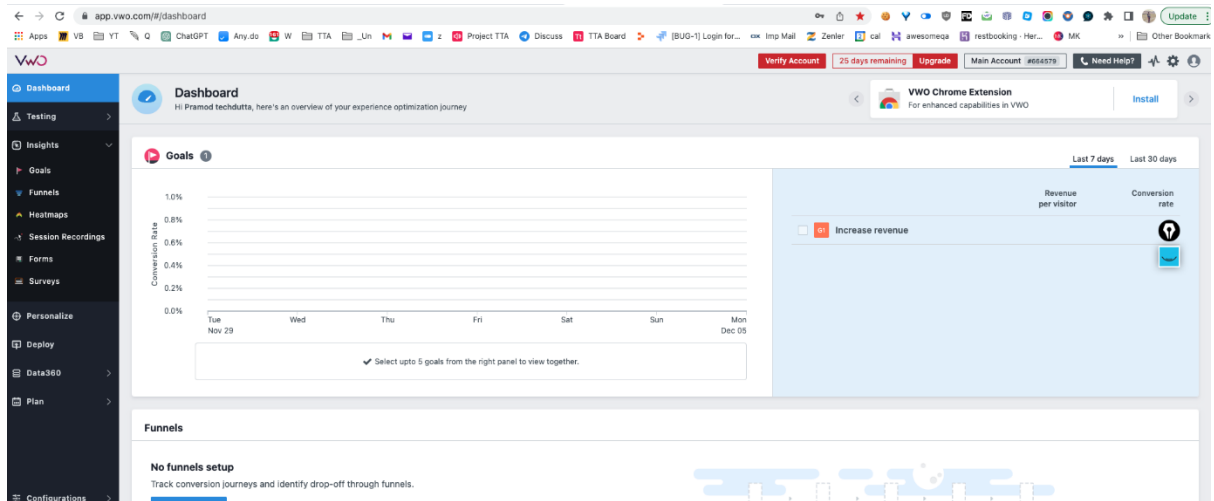 app.vwo.com/#/dashboard
Update
Apps VB YT Q ChatGPT Any.do W TTA _Un z Project TTA Discuss TTA Board [BUG-1] Login for... Imp Mail Zenler cal awesomeqa restbooking - Her... MK » Other Bookmark
VWO
Verify Account 25 days remaining Upgrade Main Account #664579 Need Help?
Dashboard
Testing
Insights
Goals
Funnels
Heatmaps
Session Recordings
Forms
Surveys
Personalize
Deploy
Data360
Plan
Configurations
Dashboard
Hi Pramod techdutta, here's an overview of your experience optimization journey
VWO Chrome Extension
For enhanced capabilities in VWO
Install
Goals 1
Last 7 days Last 30 days
Conversion Rate
1.0%
0.8%
0.6%
0.4%
0.2%
0.0%
Tue Wed Thu Fri Sat Sun Mon
Nov 29 Dec 05
✓ Select upto 5 goals from the right panel to view together.
Revenue Conversion
per visitor rate
G1 Increase revenue
Funnels
No funnels setup
Track conversion journeys and identify drop-off through funnels.